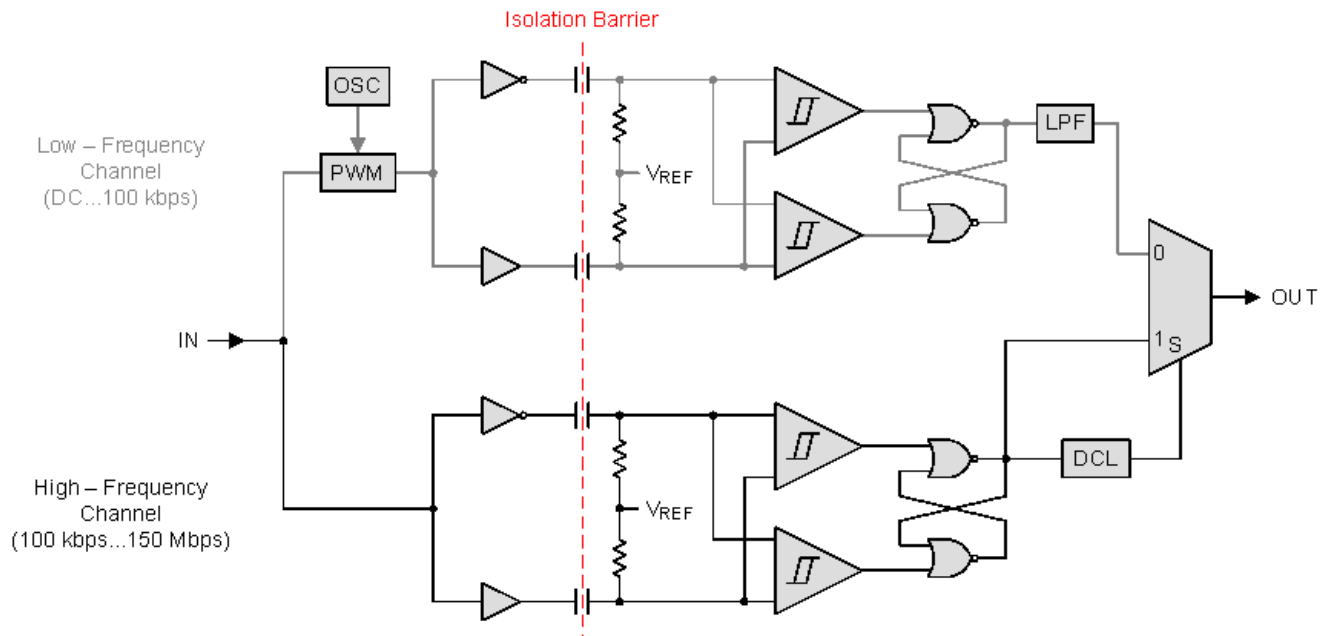 Isolation Barrier
OSC
Low – Frequency
Channel
(DC...100 kbps)
PWM
VREF
LPF
0
OUT
IN
1
S
High – Frequency
Channel
(100 kbps...150 Mbps)
VREF
DCL